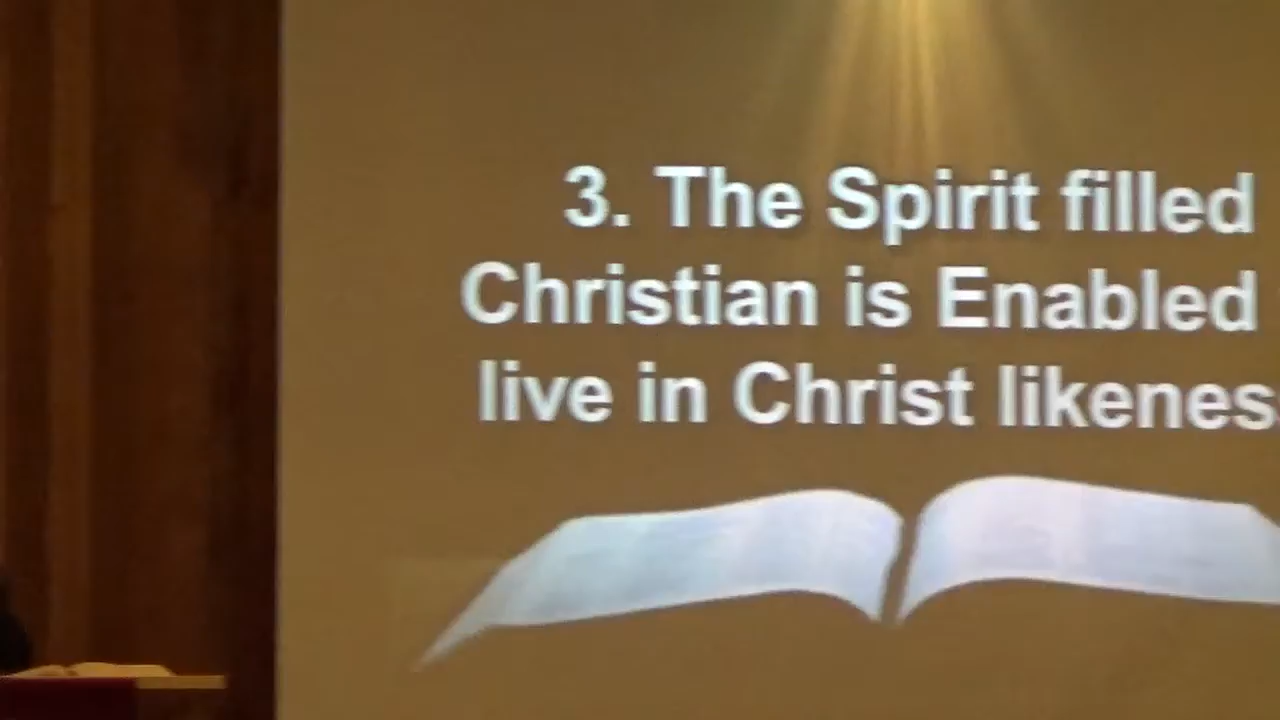 3. The Spirit filled
Christian is Enabled
live in Christ likenes